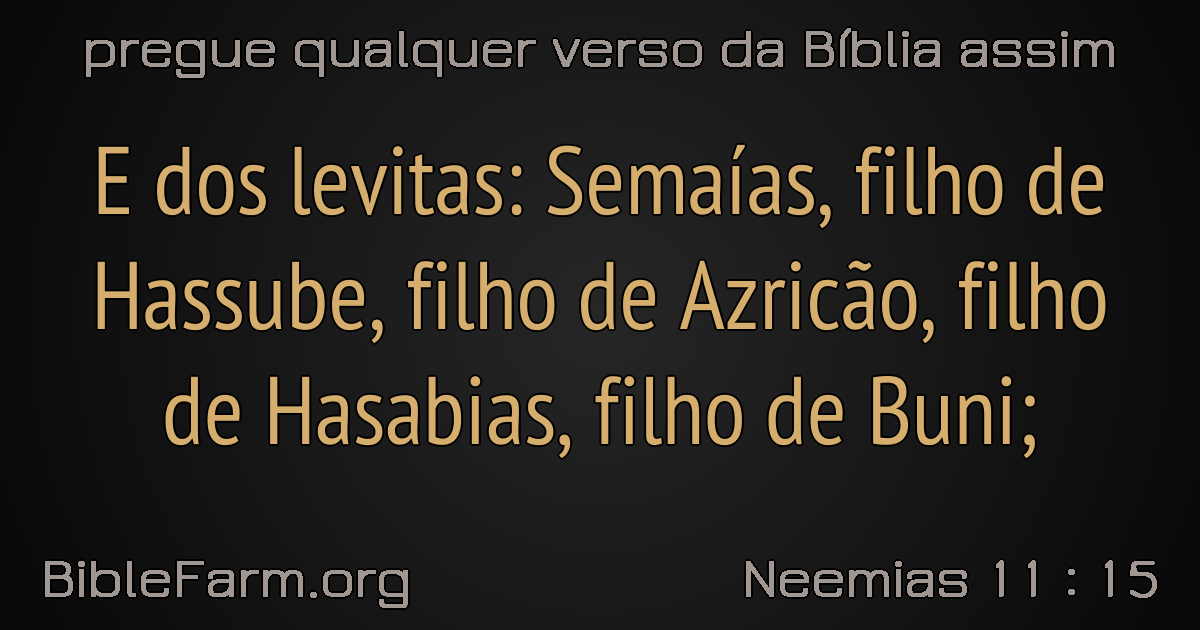 pregue qualquer verso da Bíblia assim
E dos levitas: Semaías, filho de
Hassube, filho de Azricão, filho
de Hasabias, filho de Buni;
BibleFarm.org
Neemias 11 : 15